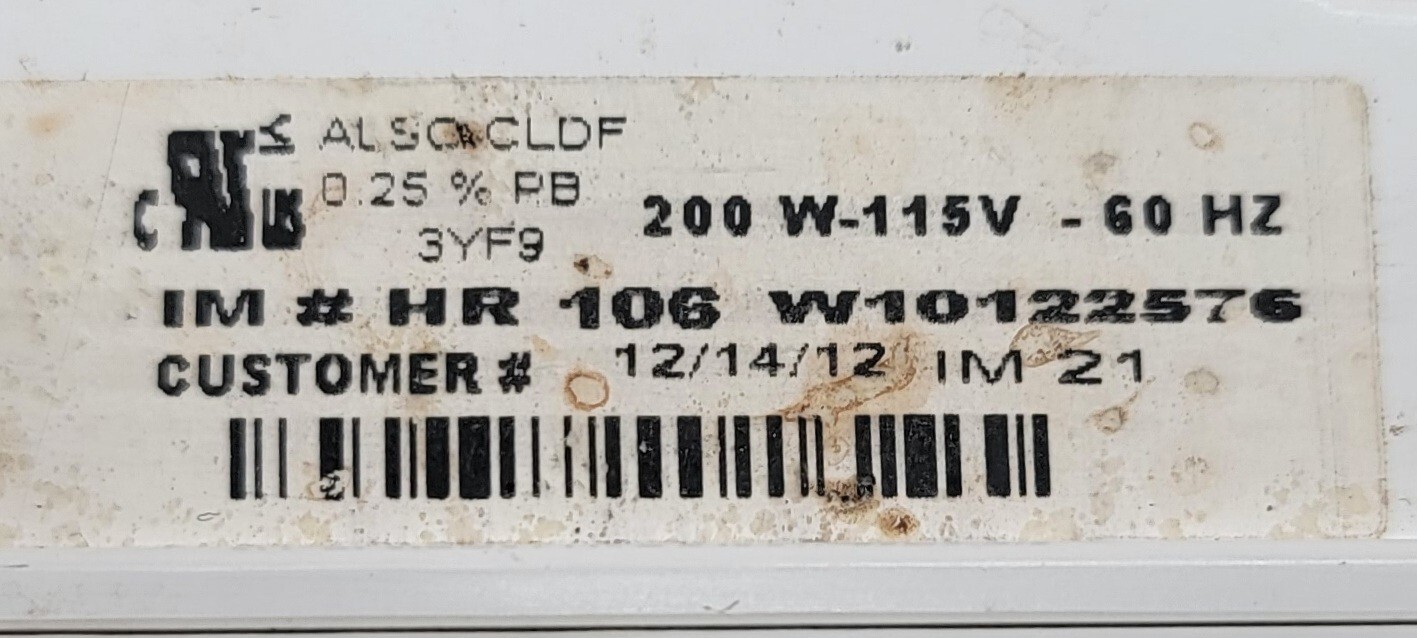 ALSO CLDF
0.25 % PB
3YF9
200 W-115V - 60 HZ
IM # HR 106 W10122576
CUSTOMER # 12/14/12 IM 21